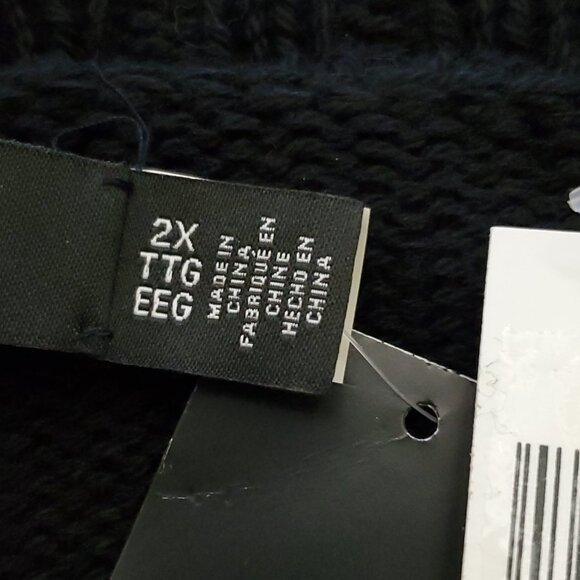 2X
TTG
EEG
MADE IN
CHINA
FABRIQUÉ EN
CHINE
HECHO EN
CHINA